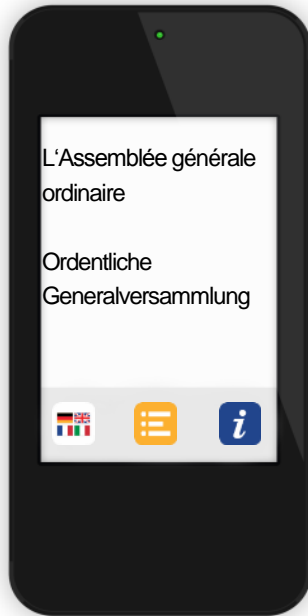 L‘Assemblée générale
ordinaire
Ordentliche
Generalversammlung
i